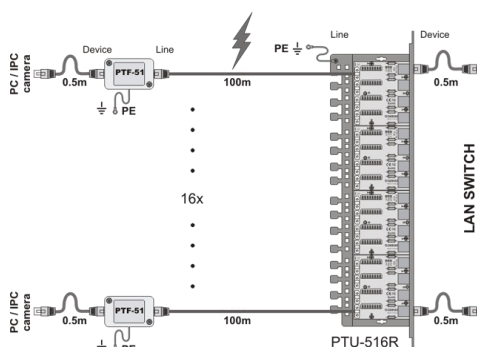 Device
Line
PE
Line
Device
PC / IPC
camera
PTF-51
0.5m
PE
100m
0.5m
16x
LAN SWITCH
PC / IPC
camera
PTF-51
0.5m
PE
100m
0.5m
PTU-516R